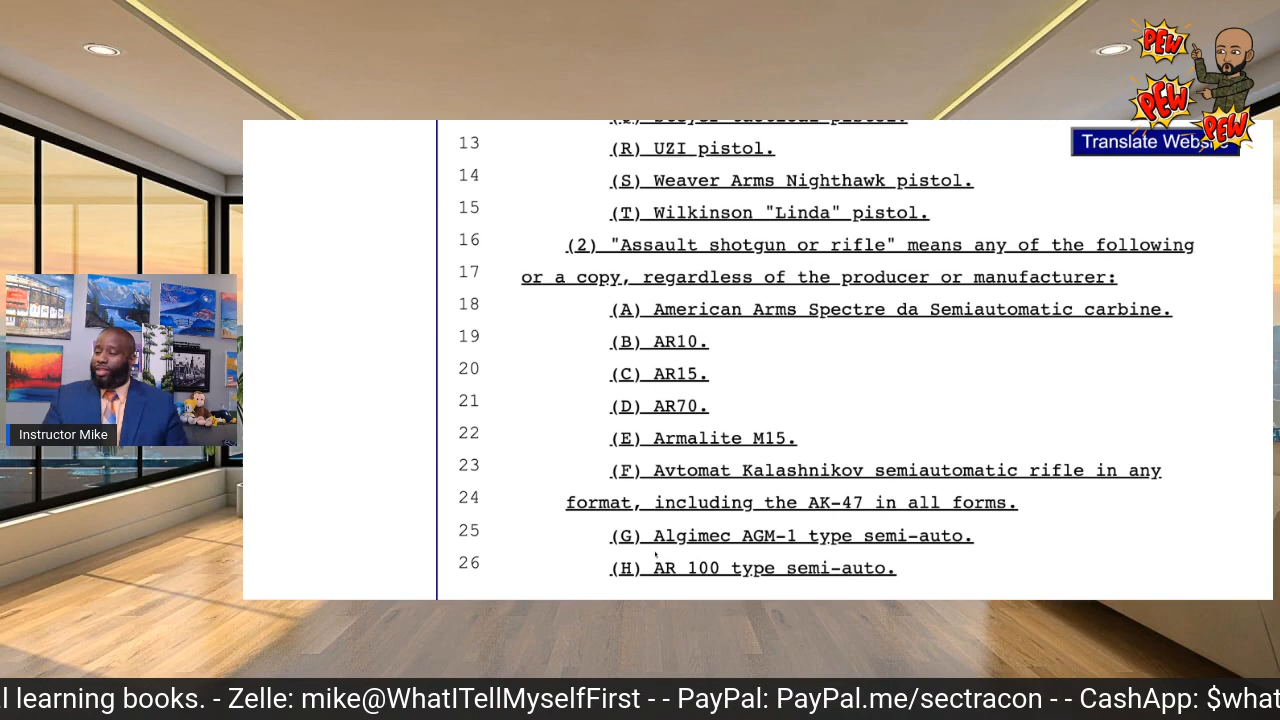 PEW
PEW
PEW
Translate Webs
13 (R) UZI pistol.
14 (S) Weaver Arms Nighthawk pistol.
15 (T) Wilkinson "Linda" pistol.
16 (2) "Assault shotgun or rifle" means any of the following
17 or a copy, regardless of the producer or manufacturer:
18 (A) American Arms Spectre da Semiautomatic carbine.
19 (B) AR10.
20 (C) AR15.
21 (D) AR70.
22 (E) Armalite M15.
23 (F) Avtomat Kalashnikov semiautomatic rifle in any
24 format, including the AK-47 in all forms.
25 (G) Algimec AGM-1 type semi-auto.
26 (H) AR 100 type semi-auto.
Instructor Mike
l learning books. - Zelle: mike@WhatITellMyselfFirst - - PayPal: PayPal.me/sectracon - - CashApp: $what